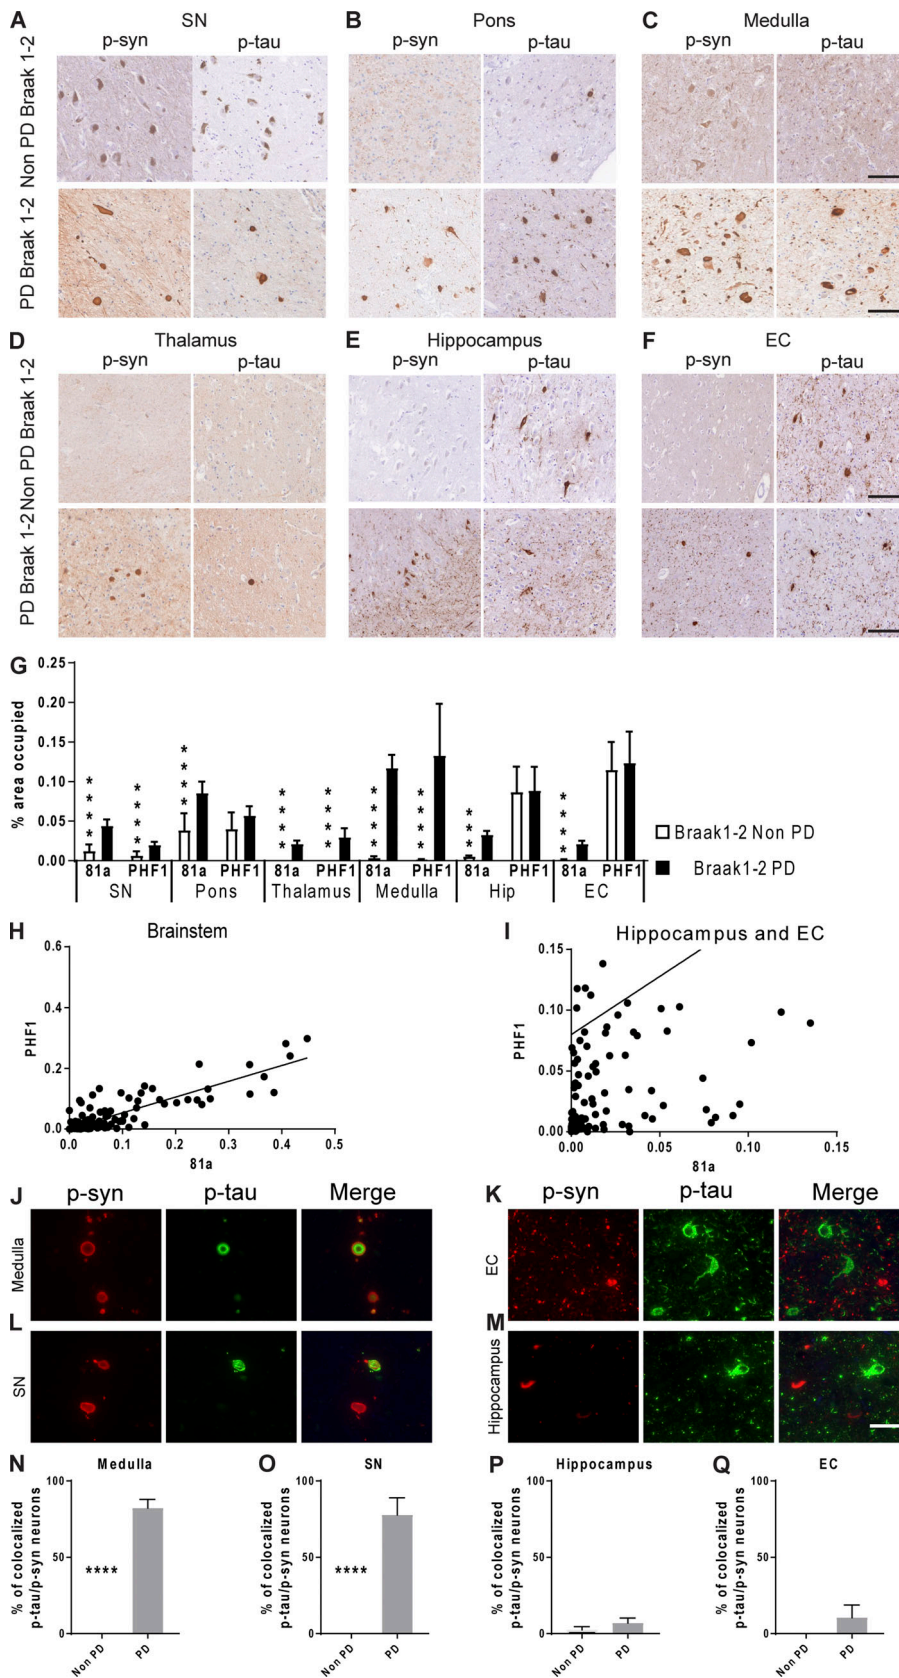 A SN
p-syn p-tau
B Pons
p-syn p-tau
C Medulla
p-syn p-tau
Non PD Braak 1-2
PD Braak 1-2
D Thalamus
p-syn p-tau
E Hippocampus
p-syn p-tau
F EC
p-syn p-tau
Non PD Braak 1-2
PD Braak 1-2
G
% area occupied
0.25
0.20
0.15
0.10
0.05
0.00
**** **** **** **** **** **** **** *** ****
81a PHF1 81a PHF1 81a PHF1 81a PHF1 81a PHF1 81a PHF1
SN Pons Thalamus Medulla Hip EC
Braak1-2 Non PD
Braak1-2 PD
H Brainstem
PHF1
0.6
0.4
0.2
0.0
0.0 0.1 0.2 0.3 0.4 0.5
81a
I Hippocampus and EC
PHF1
0.15
0.10
0.05
0.00
0.00 0.05 0.10 0.15
81a
J p-syn p-tau Merge
Medulla
K p-syn p-tau Merge
EC
L
SN
M
Hippocampus
N Medulla
% of colocalized
p-tau/p-syn neurons
100
50
0
****
Non PD PD
O SN
% of colocalized
p-tau/p-syn neurons
100
50
0
****
Non PD PD
P Hippocampus
% of colocalized
p-tau/p-syn neurons
100
50
0
Non PD PD
Q EC
% of colocalized
p-tau/p-syn neurons
100
50
0
Non PD PD